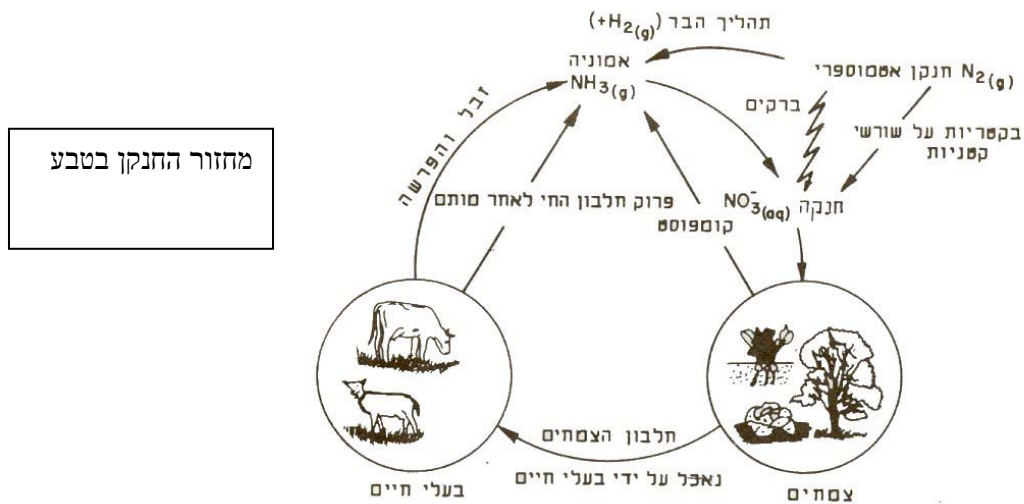 מחזור החנקן בטבע
תהליך הבר (+H₂(g))
אמוניה
NH₃(g)
חנקן אטמוספרי N₂(g)
ברקים
בקטריות על שורשי
קטניות
זבל והפרשה
פרוק חלבון החי לאחר מותם
קומפוסט
חנקה NO₃⁻(aq)
חלבון הצמחים
נאכל על ידי בעלי חיים
בעלי חיים
צמחים